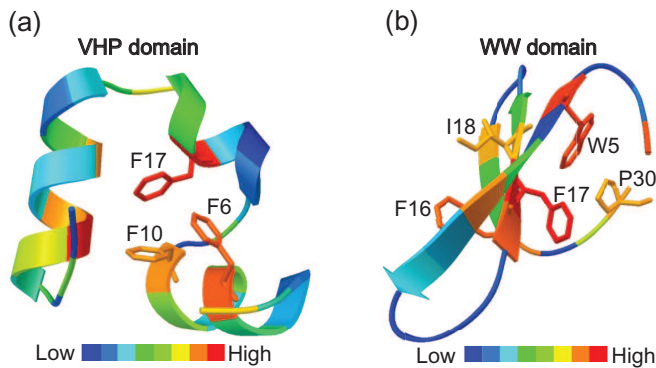 (a)
VHP domain
F17
F6
F10
Low High
(b)
WW domain
I18
W5
P30
F16
F17
Low High